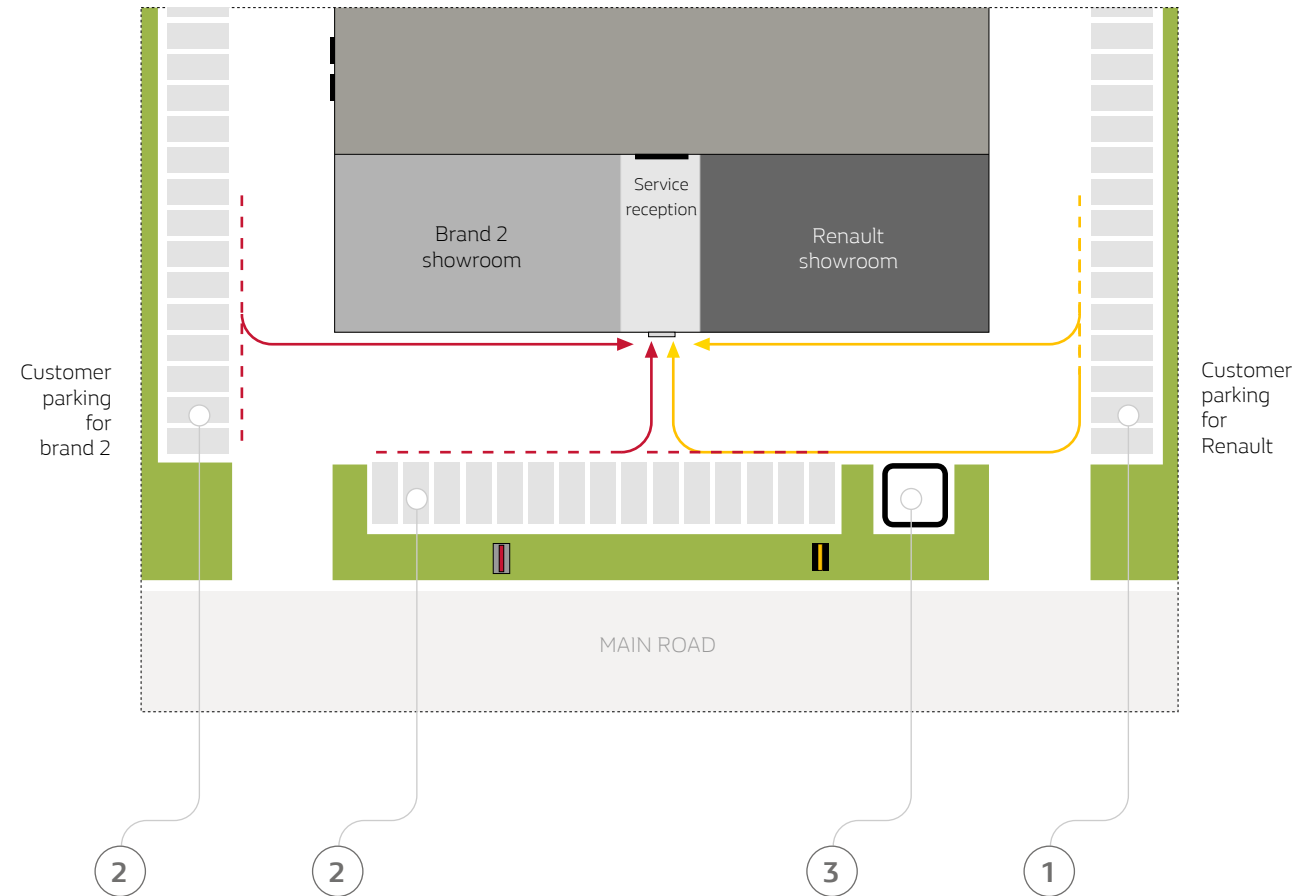 Service
reception
Brand 2
showroom
Renault
showroom
Customer
parking
for
brand 2
Customer
parking
for
Renault
MAIN ROAD
2
2
3
1